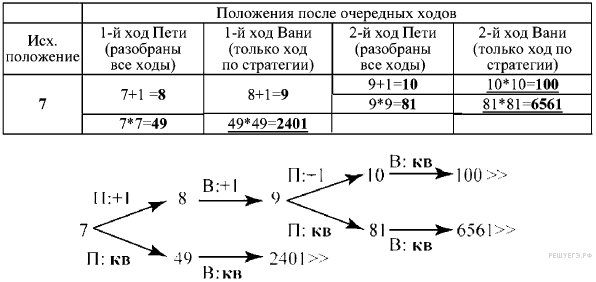 Положения после очередных ходов
Исх. положение
1-й ход Пети (разобраны все ходы)
1-й ход Вани (только ход по стратегии)
2-й ход Пети (разобраны все ходы)
2-й ход Вани (только ход по стратегии)
7
7+1 =8
8+1=9
9+1=10
10*10=100
9*9=81
81*81=6561
7*7=49
49*49=2401
П:+1
8
В:+1
9
П:+1
10
В: кв
100>>
7
П: кв
81
В: кв
6561>>
П: кв
49
В:кв
2401>>
РЕШУЕГЭ.РФ